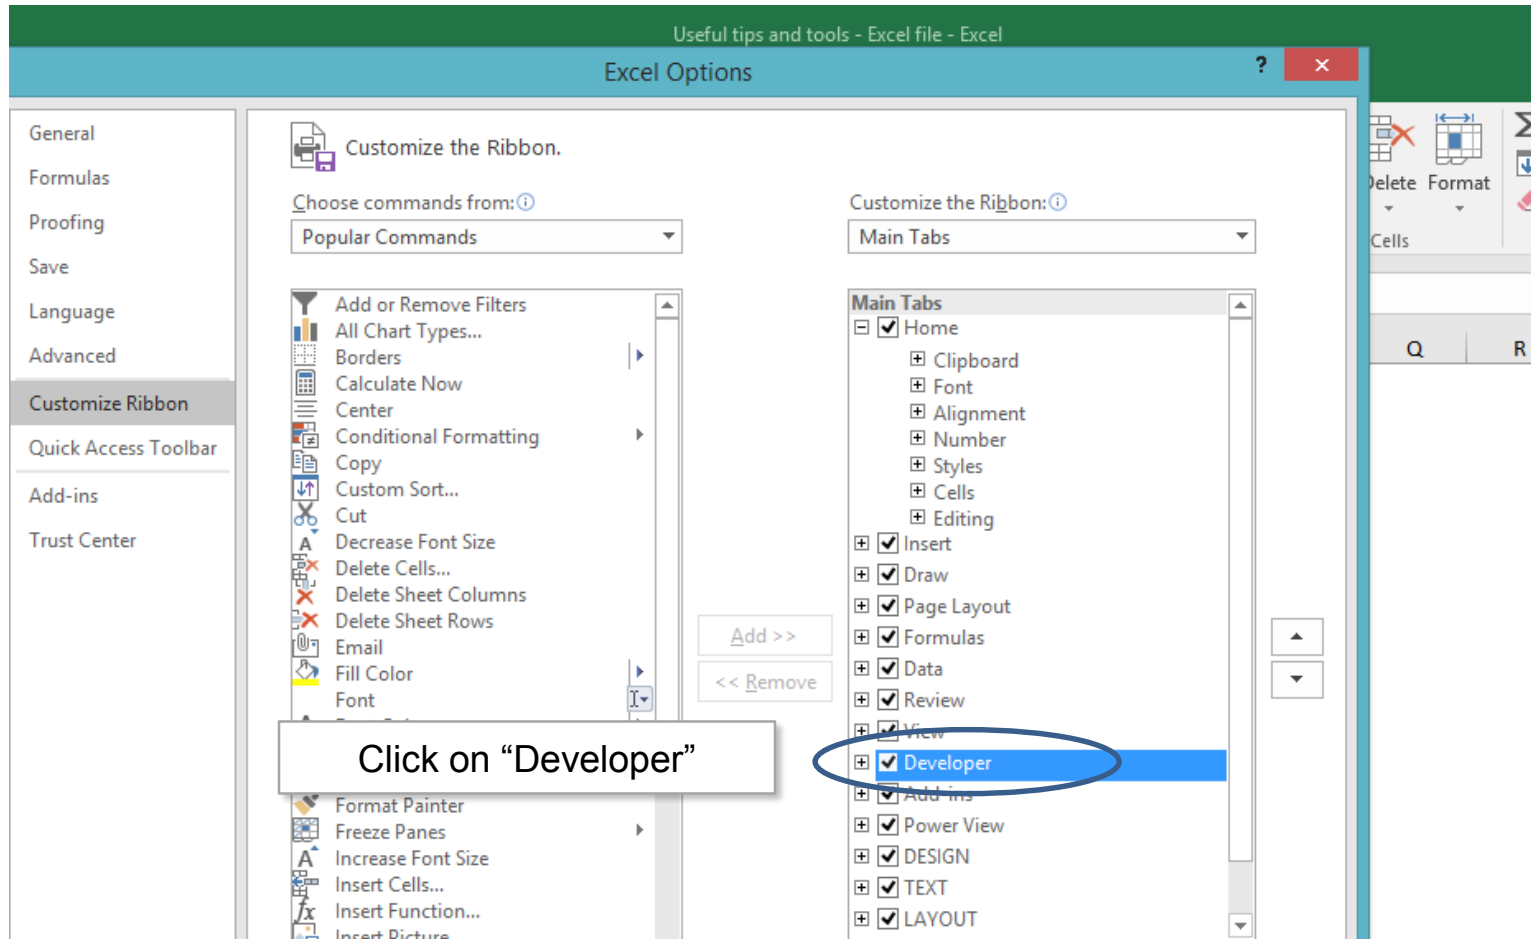 Useful tips and tools - Excel file - Excel
Excel Options
?
General
Formulas
Proofing
Save
Language
Advanced
Customize Ribbon
Quick Access Toolbar
Add-ins
Trust Center
Customize the Ribbon.
Choose commands from:
Popular Commands
Add or Remove Filters
All Chart Types...
Borders
Calculate Now
Center
Conditional Formatting
Copy
Custom Sort...
Cut
Decrease Font Size
Delete Cells...
Delete Sheet Columns
Delete Sheet Rows
Email
Fill Color
Font
Click on “Developer”
Format Painter
Freeze Panes
Increase Font Size
Insert Cells...
Insert Function...
Insert Picture
Add >>
<< Remove
Customize the Ribbon:
Main Tabs
Main Tabs
Home
Clipboard
Font
Alignment
Number
Styles
Cells
Editing
Insert
Draw
Page Layout
Formulas
Data
Review
View
Developer
Add-ins
Power View
DESIGN
TEXT
LAYOUT
Delete Format
Cells
Q R